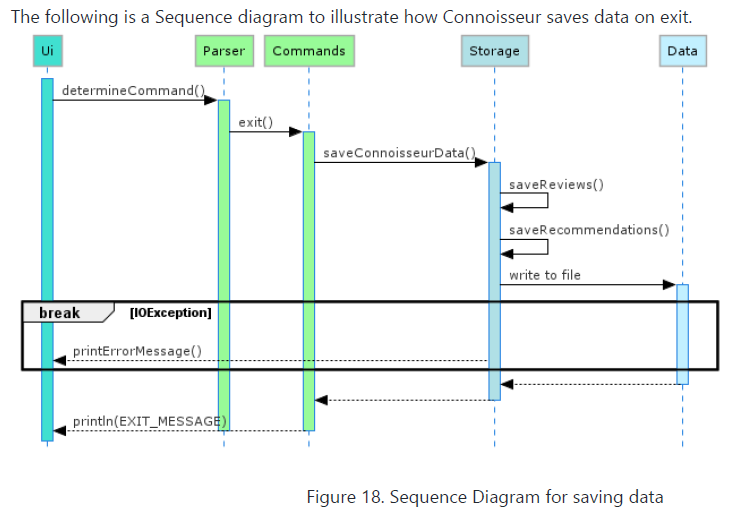 The following is a Sequence diagram to illustrate how Connoisseur saves data on exit.
Ui
Parser
Commands
Storage
Data
determineCommand()
exit()
saveConnoisseurData()
saveReviews()
saveRecommendations()
write to file
break
[IOException]
printErrorMessage()
println(EXIT_MESSAGE)
Figure 18. Sequence Diagram for saving data